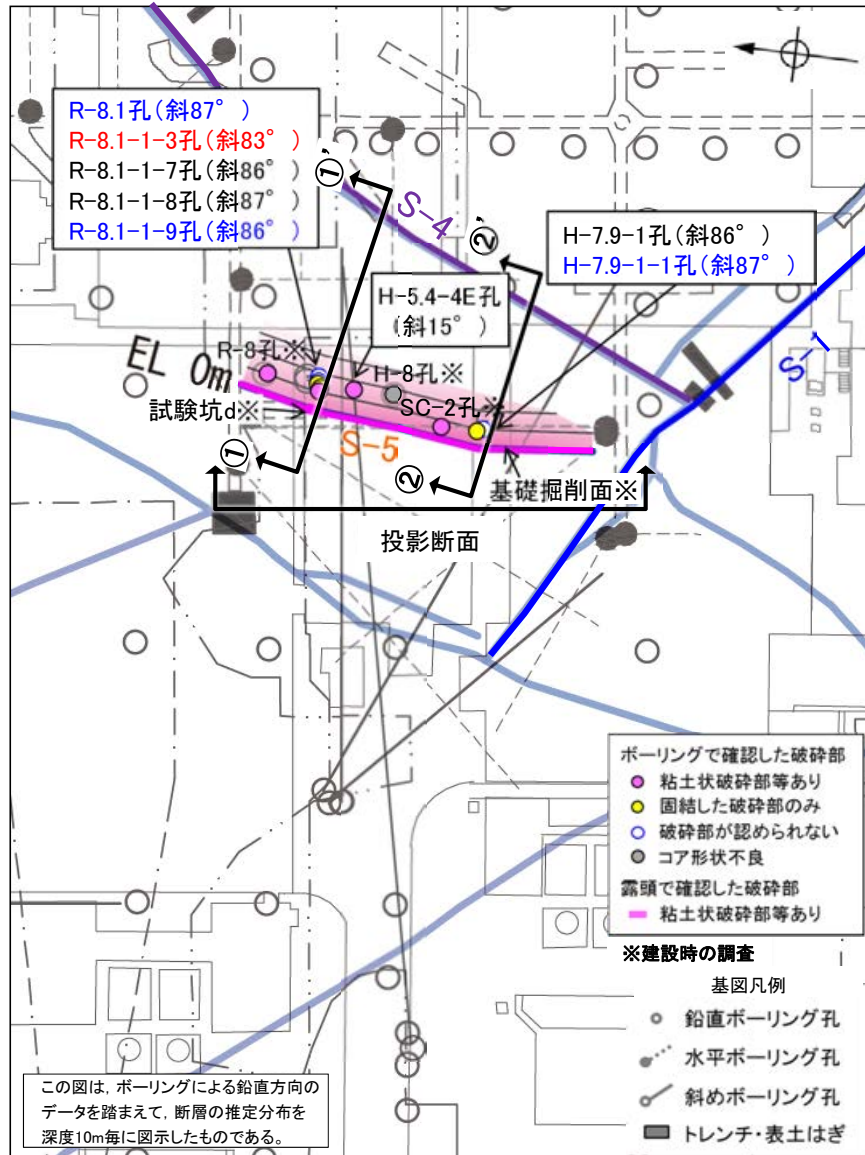 R-8.1孔(斜87°)
R-8.1-1-3孔(斜83°)
R-8.1-1-7孔(斜86°)
R-8.1-1-8孔(斜87°)
R-8.1-1-9孔(斜86°)
①'
S-4
②'
H-7.9-1孔(斜86°)
H-7.9-1-1孔(斜87°)
H-5.4-4E孔
(斜15°)
S-1
EL 0m
R-8孔※
H-8孔※
試験坑d※
SC-2孔※
S-5
①
②
基礎掘削面※
投影断面
ボーリングで確認した破砕部
粘土状破砕部等あり
固結した破砕部のみ
破砕部が認められない
コア形状不良
露頭で確認した破砕部
粘土状破砕部等あり
※建設時の調査
基図凡例
鉛直ボーリング孔
水平ボーリング孔
斜めボーリング孔
トレンチ・表土はぎ
この図は，ボーリングによる鉛直方向の
データを踏まえて，断層の推定分布を
深度10m毎に図示したものである。